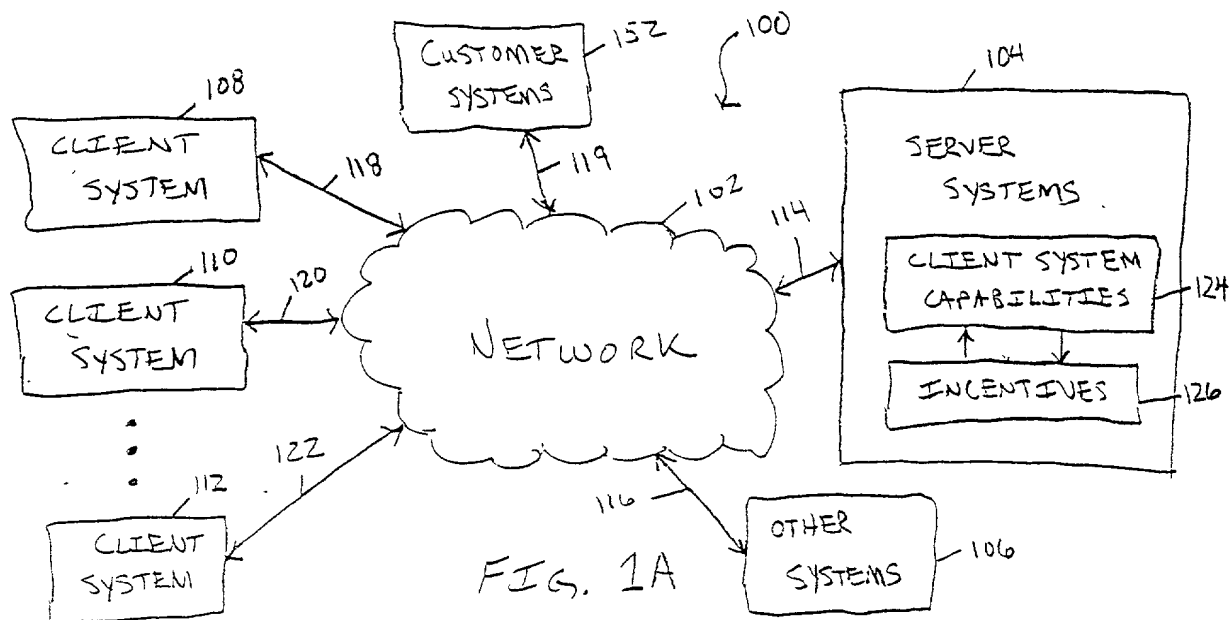 CUSTOMER
SYSTEMS
152
100
104
108
CLIENT
SYSTEM
118
119
102
114
SERVER
SYSTEMS
110
120
CLIENT
SYSTEM
NETWORK
CLIENT SYSTEM
CAPABILITIES
124
INCENTIVES
126
112
122
CLIENT
SYSTEM
116
OTHER
SYSTEMS
106
FIG. 1A